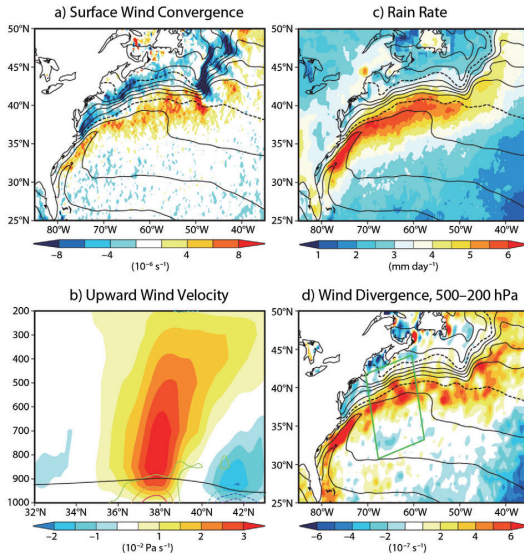 a) Surface Wind Convergence
50°N
45°N
40°N
35°N
30°N
25°N
80°W 70°W 60°W 50°W 40°W
−8 −4 4 8
(10⁻⁶ s⁻¹)
c) Rain Rate
50°N
45°N
40°N
35°N
30°N
25°N
80°W 70°W 60°W 50°W 40°W
1 2 3 4 5 6
(mm day⁻¹)
b) Upward Wind Velocity
200
300
400
500
600
700
800
900
1000
32°N 34°N 36°N 38°N 40°N 42°N
−2 −1 1 2 3
(10⁻² Pa s⁻¹)
d) Wind Divergence, 500–200 hPa
50°N
45°N
40°N
35°N
30°N
25°N
80°W 70°W 60°W 50°W 40°W
−6 −4 −2 2 4 6
(10⁻⁷ s⁻¹)